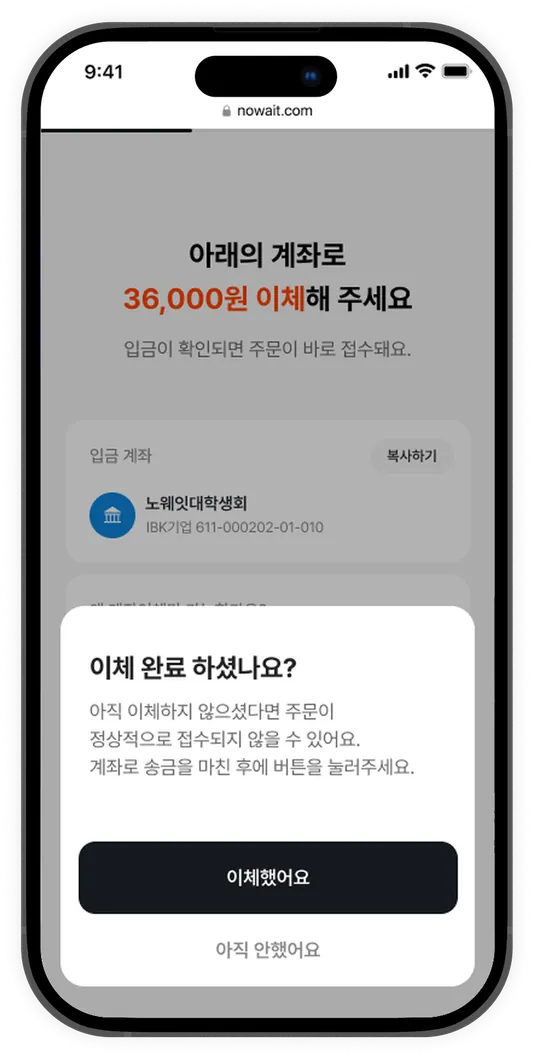 9:41
nowait.com
아래의 계좌로
36,000원 이체해 주세요
입금이 확인되면 주문이 바로 접수돼요.
입금 계좌
복사하기
노웨잇대학생회
IBK기업 611-000202-01-010
이체 완료 하셨나요?
아직 이체하지 않으셨다면 주문이
정상적으로 접수되지 않을 수 있어요.
계좌로 송금을 마친 후에 버튼을 눌러주세요.
이체했어요
아직 안했어요